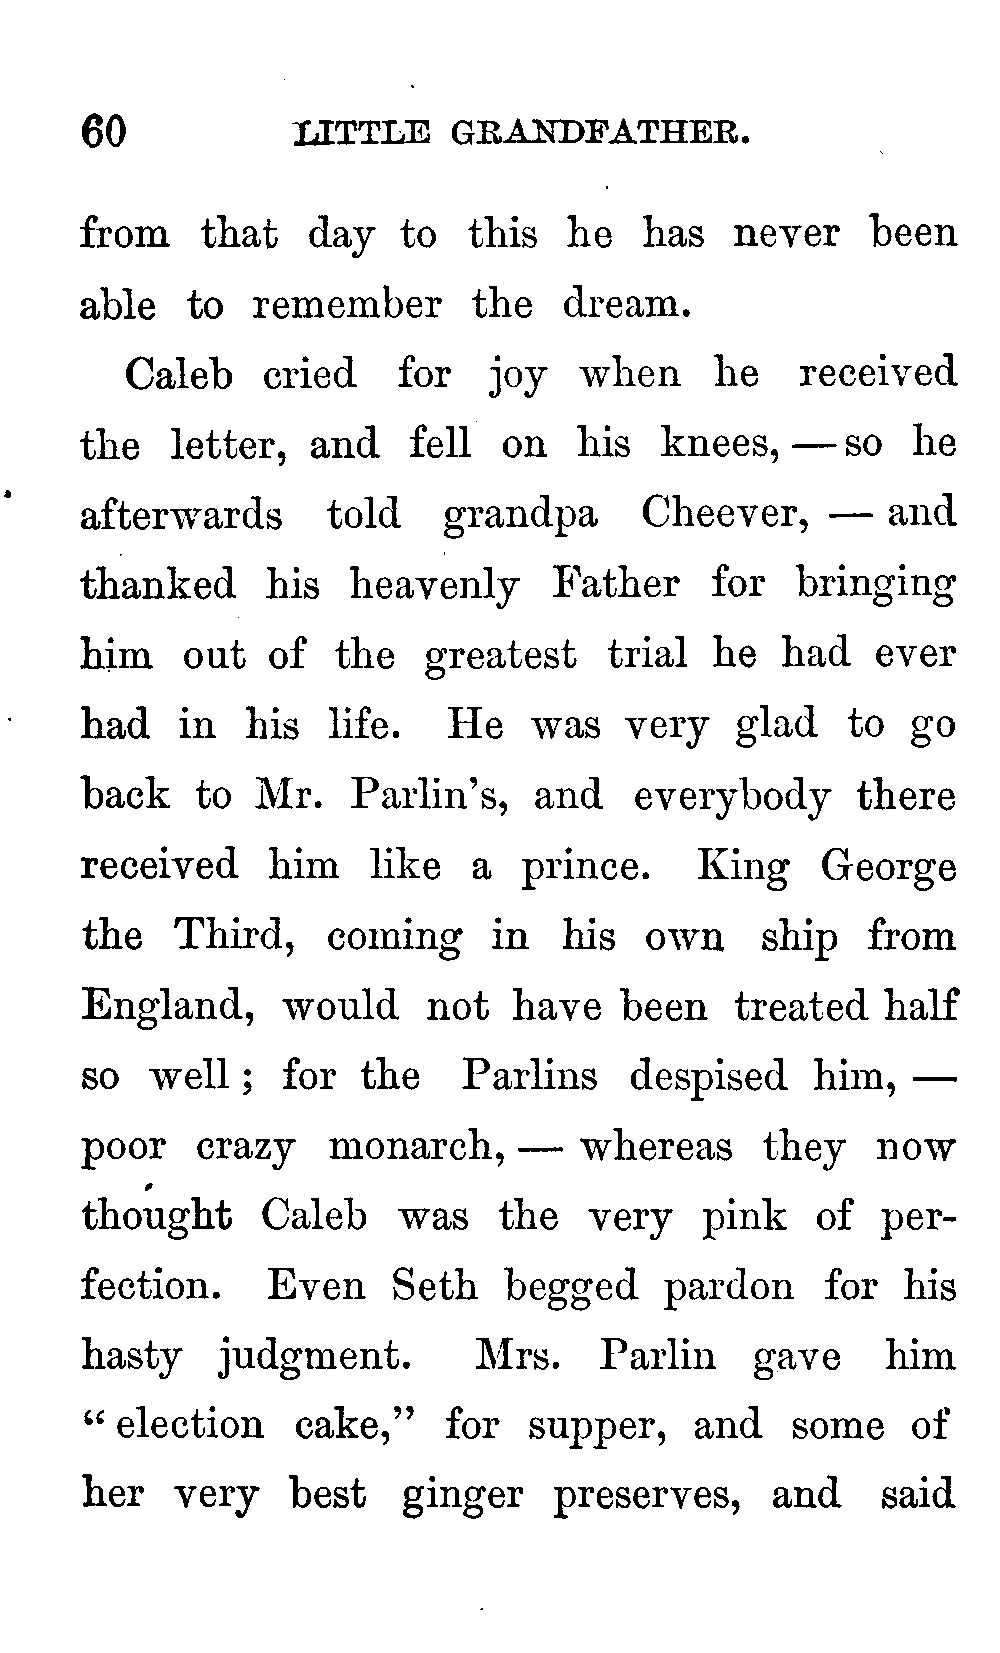 60 LITTLE GRANDFATHER.
from that day to this he has never been
able to remember the dream.
Caleb cried for joy when he received
the letter, and fell on his knees, — so he
afterwards told grandpa Cheever, — and
thanked his heavenly Father for bringing
him out of the greatest trial he had ever
had in his life. He was very glad to go
back to Mr. Parlin's, and everybody there
received him like a prince. King George
the Third, coming in his own ship from
England, would not have been treated half
so well; for the Parlins despised him, —
poor crazy monarch, — whereas they now
thought Caleb was the very pink of per-
fection. Even Seth begged pardon for his
hasty judgment. Mrs. Parlin gave him
"election cake," for supper, and some of
her very best ginger preserves, and said